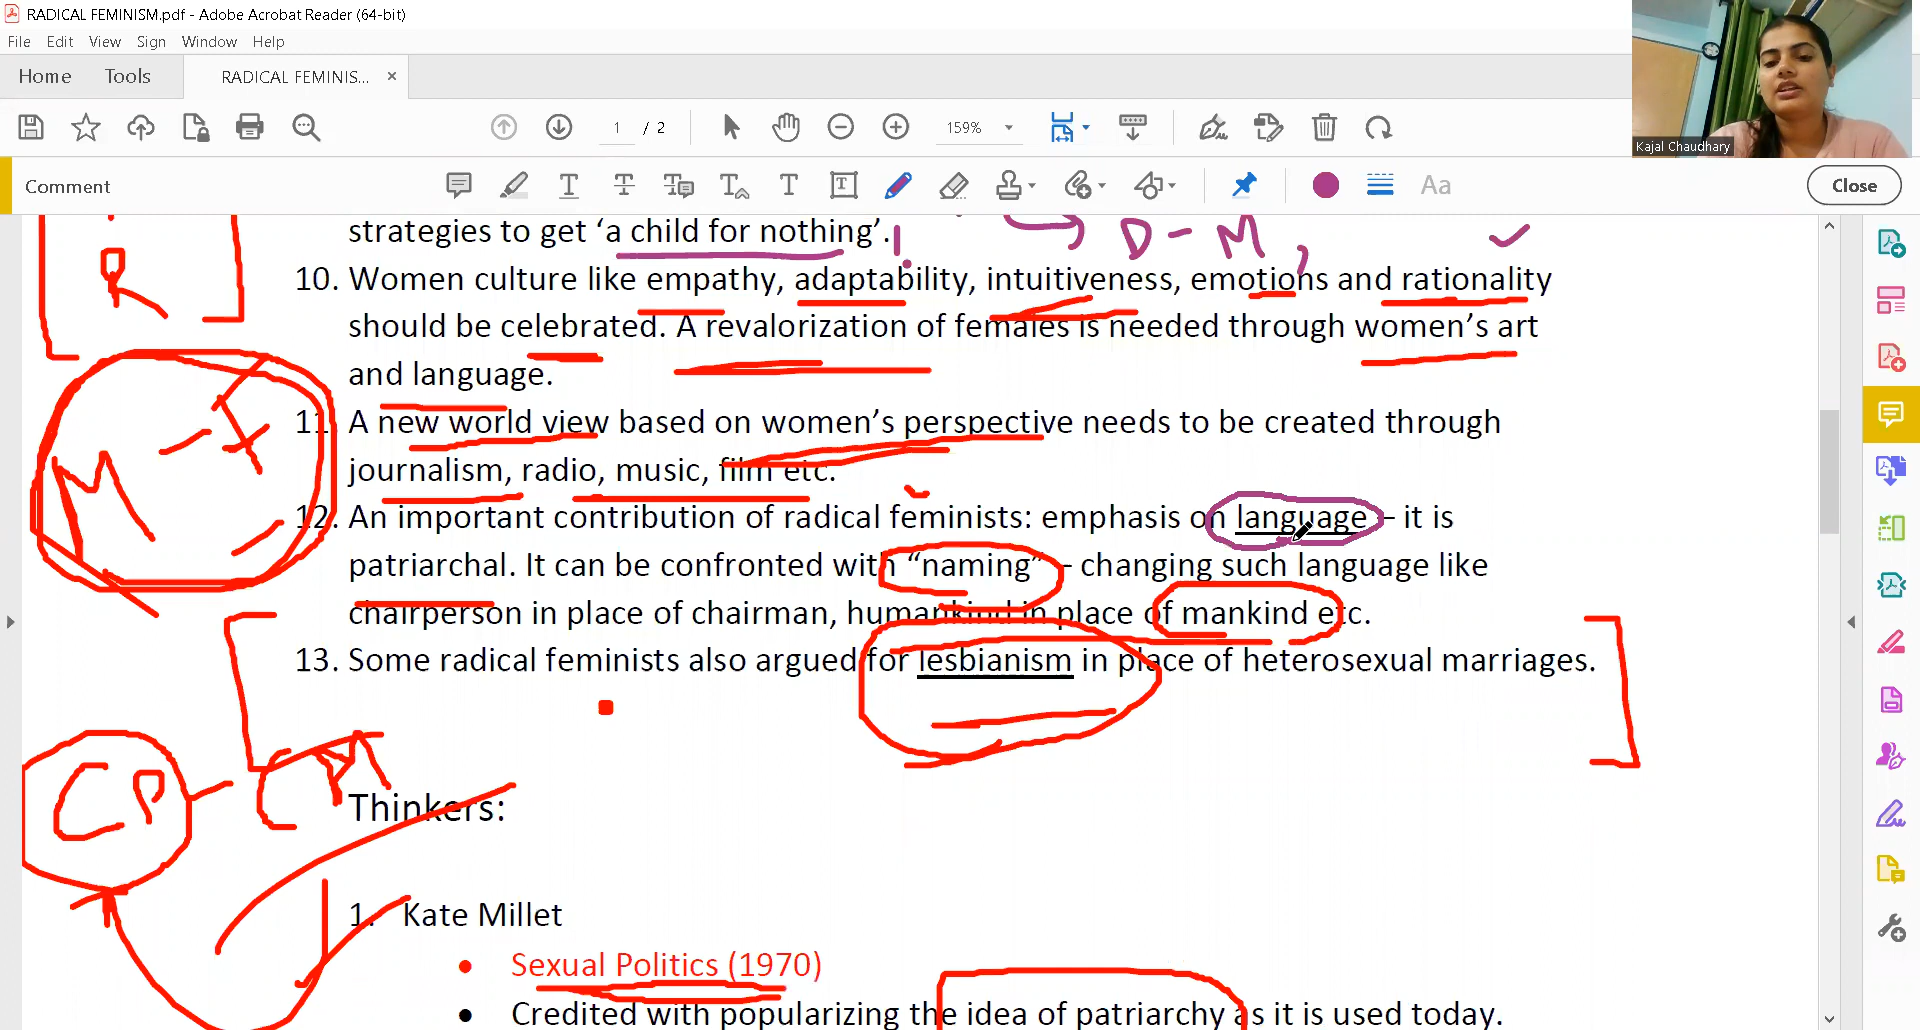 RADICAL FEMINISM.pdf - Adobe Acrobat Reader (64-bit)
File Edit View Sign Window Help
Home Tools RADICAL FEMINIS... ×
1 / 2 159%
Kajal Chaudhary
Comment
Aa
Close
strategies to get ‘a child for nothing’. !
D - M,
10. Women culture like empathy, adaptability, intuitiveness, emotions and rationality
should be celebrated. A revalorization of females is needed through women’s art
and language.
11. A new world view based on women’s perspective needs to be created through
journalism, radio, music, film etc.
12. An important contribution of radical feminists: emphasis on language – it is
patriarchal. It can be confronted with “naming” – changing such language like
chairperson in place of chairman, humankind in place of mankind etc.
13. Some radical feminists also argued for lesbianism in place of heterosexual marriages.
R
M - X
CP
Thinkers:
1. Kate Millet
• Sexual Politics (1970)
• Credited with popularizing the idea of patriarchy as it is used today.